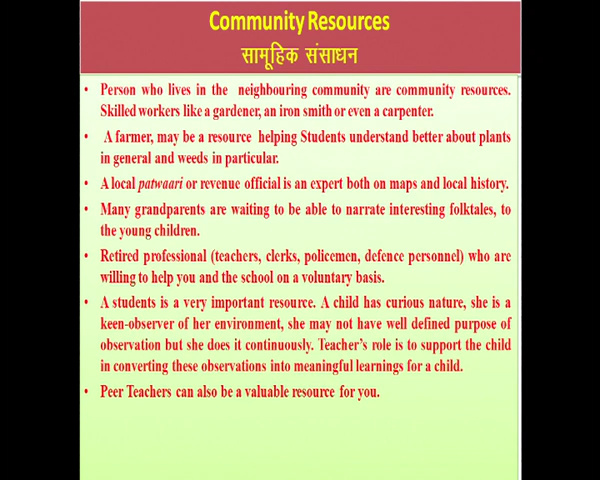 Community Resources
सामूहिक संसाधन
• Person who lives in the neighbouring community are community resources.
Skilled workers like a gardener, an iron smith or even a carpenter.
• A farmer, may be a resource helping Students understand better about plants
in general and weeds in particular.
• A local patwaari or revenue official is an expert both on maps and local history.
• Many grandparents are waiting to be able to narrate interesting folktales, to
the young children.
• Retired professional (teachers, clerks, policemen, defence personnel) who are
willing to help you and the school on a voluntary basis.
• A students is a very important resource. A child has curious nature, she is a
keen-observer of her environment, she may not have well defined purpose of
observation but she does it continuously. Teacher's role is to support the child
in converting these observations into meaningful learnings for a child.
• Peer Teachers can also be a valuable resource for you.